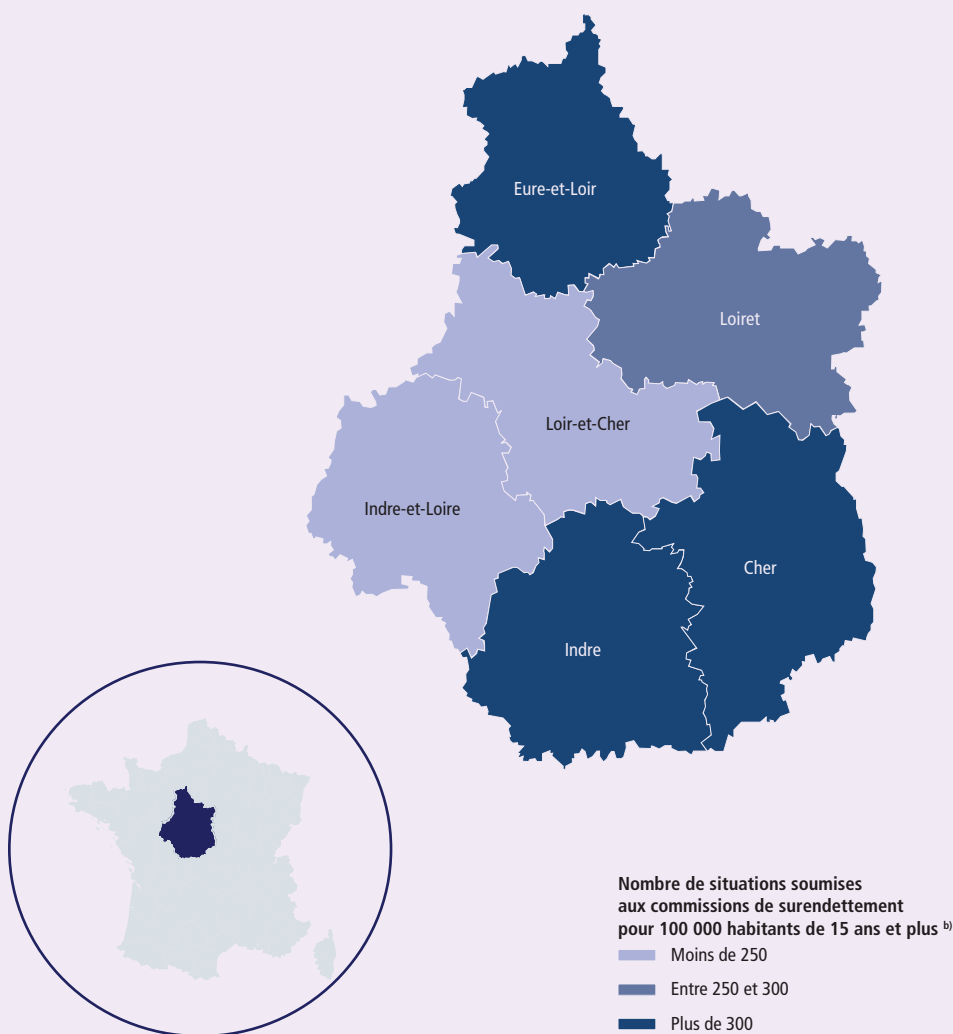 Eure-et-Loir
Loiret
Loir-et-Cher
Indre-et-Loire
Cher
Indre
Nombre de situations soumises
aux commissions de surendettement
pour 100 000 habitants de 15 ans et plus b)
Moins de 250
Entre 250 et 300
Plus de 300